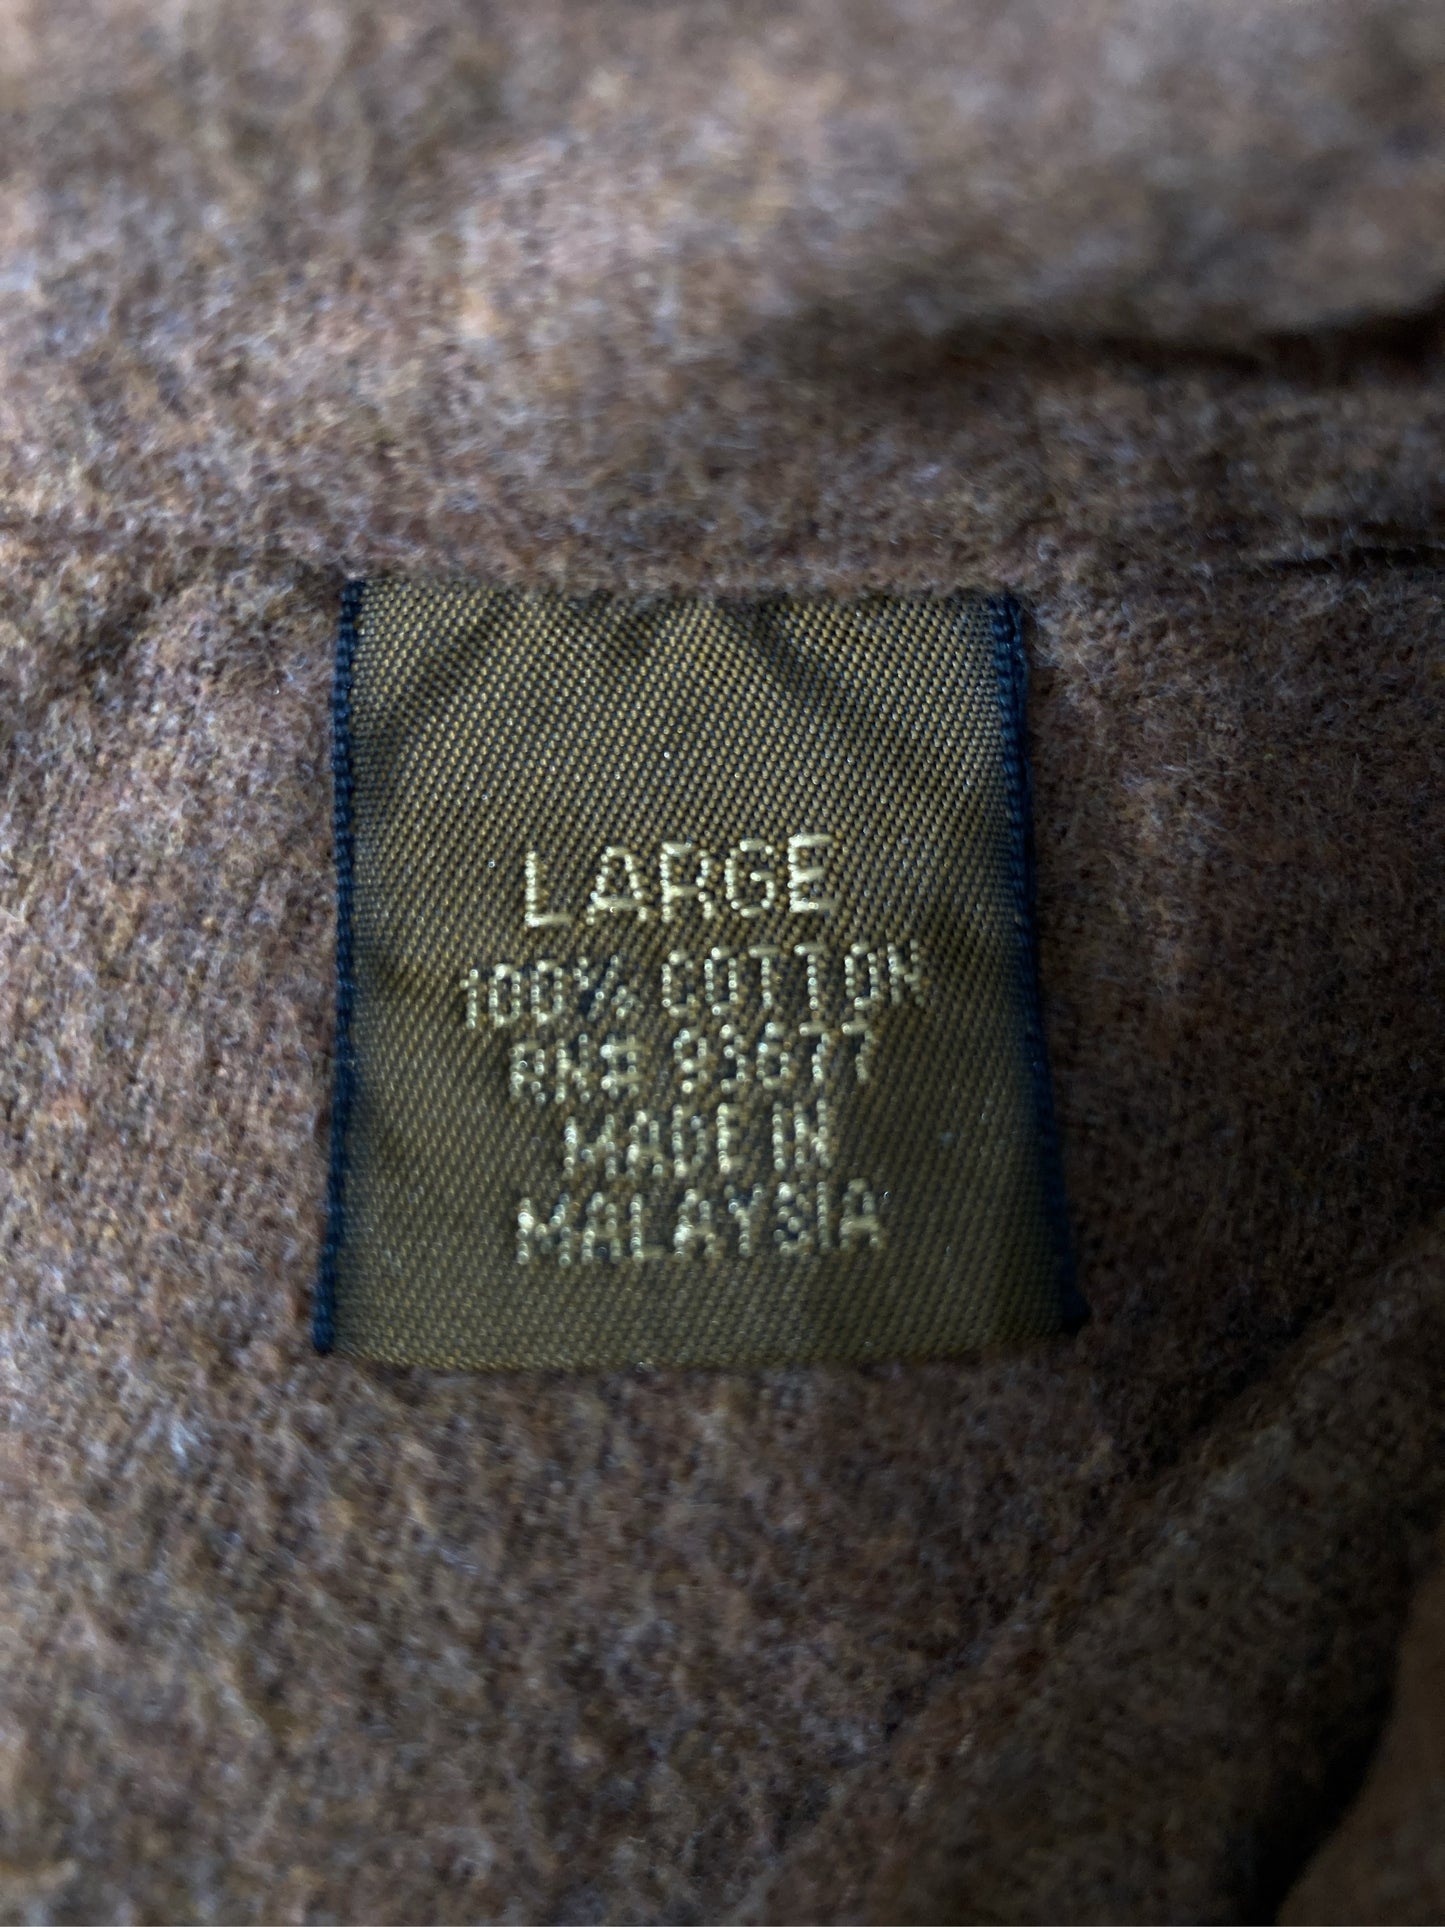 LARGE
100% COTTON
RN# 93677
MADE IN
MALAYSIA